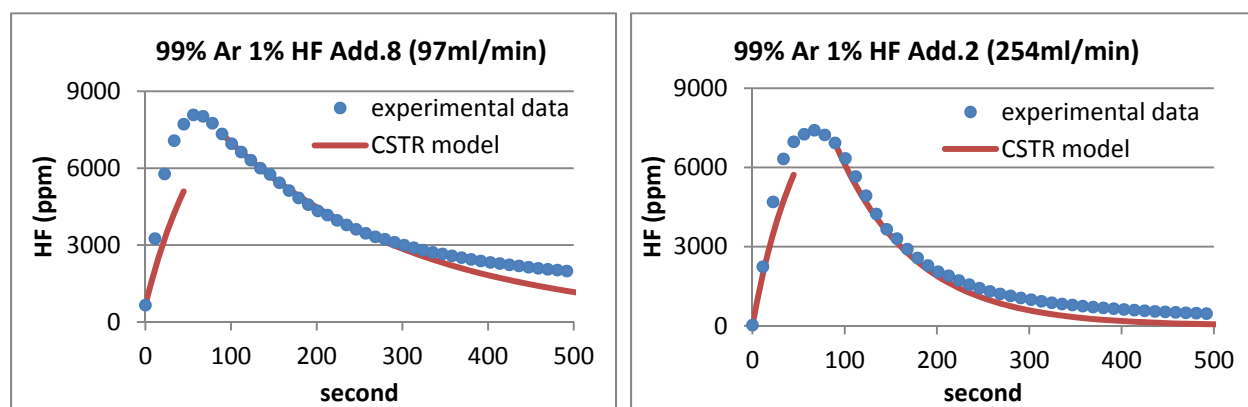 99% Ar 1% HF Add.8 (97ml/min)
9000
6000
3000
0
HF (ppm)
experimental data
CSTR model
0 100 200 300 400 500
second
99% Ar 1% HF Add.2 (254ml/min)
9000
6000
3000
0
HF (ppm)
experimental data
CSTR model
0 100 200 300 400 500
second